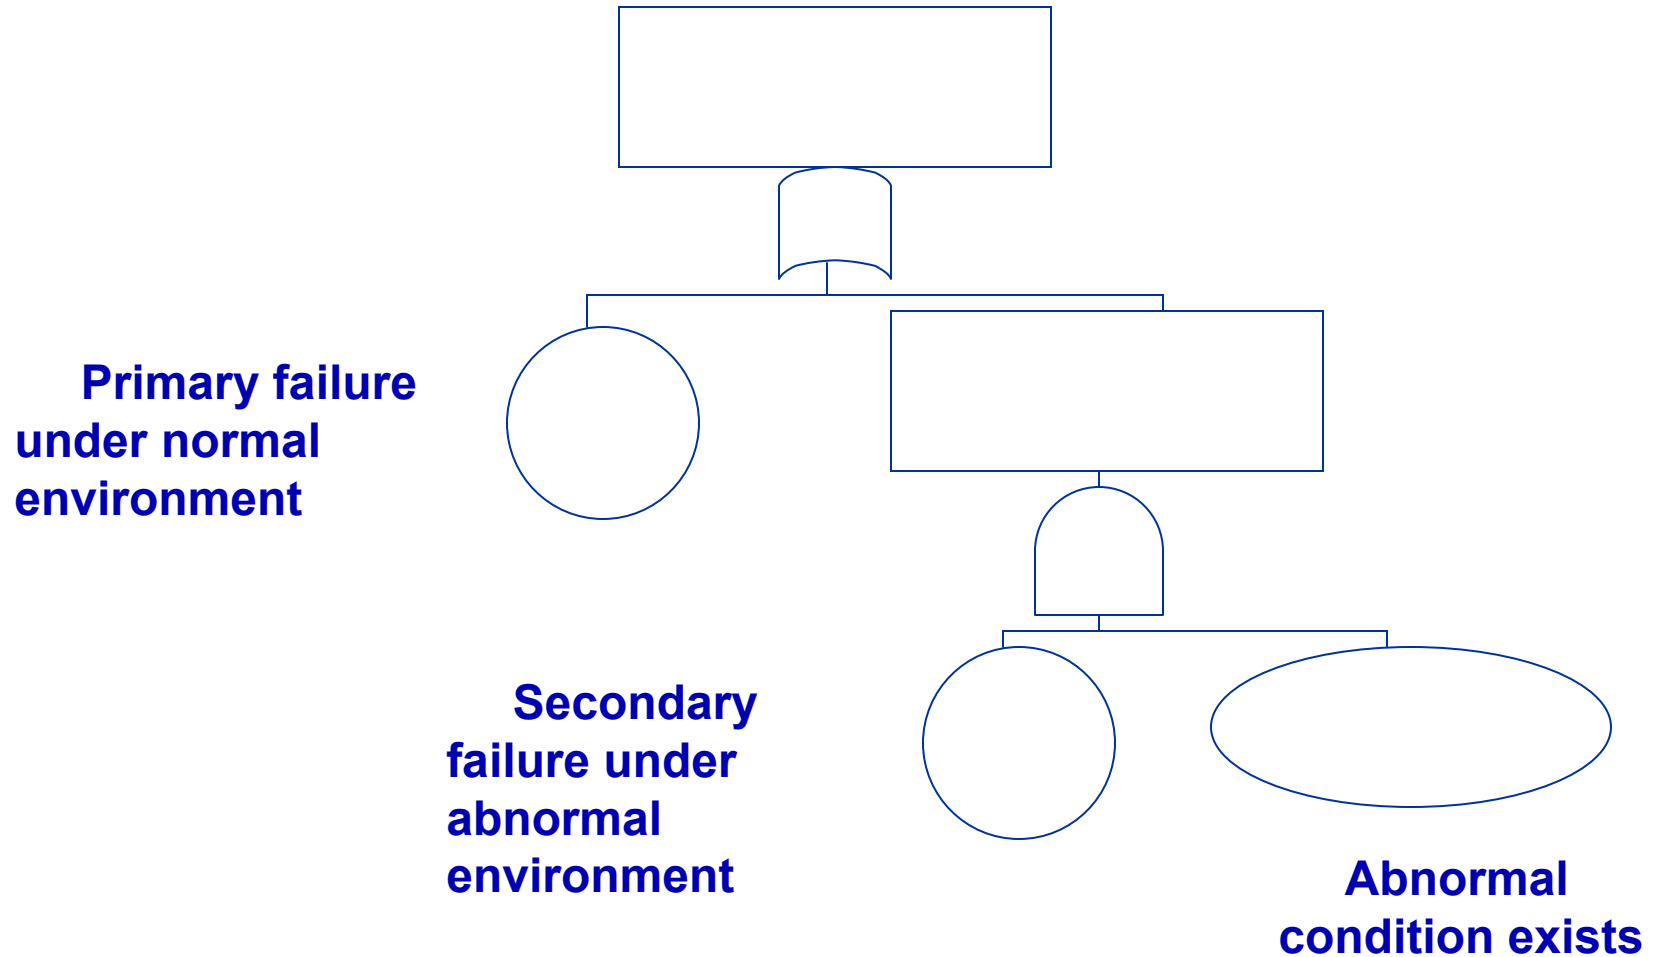 Primary failure
under normal
environment
Secondary
failure under
abnormal
environment
Abnormal
condition exists